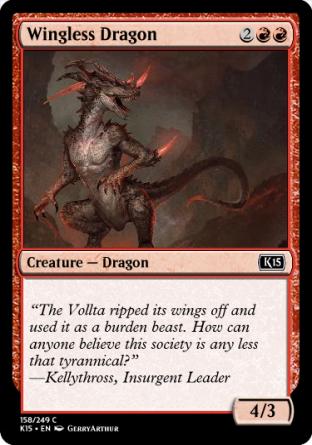 Wingless Dragon 2
Creature — Dragon K15
“The Vollta ripped its wings off and
used it as a burden beast. How can
anyone believe this society is any less
that tyrannical?”
—Kellythross, Insurgent Leader
4/3
158/249 C
K15 • EN GerryArthur